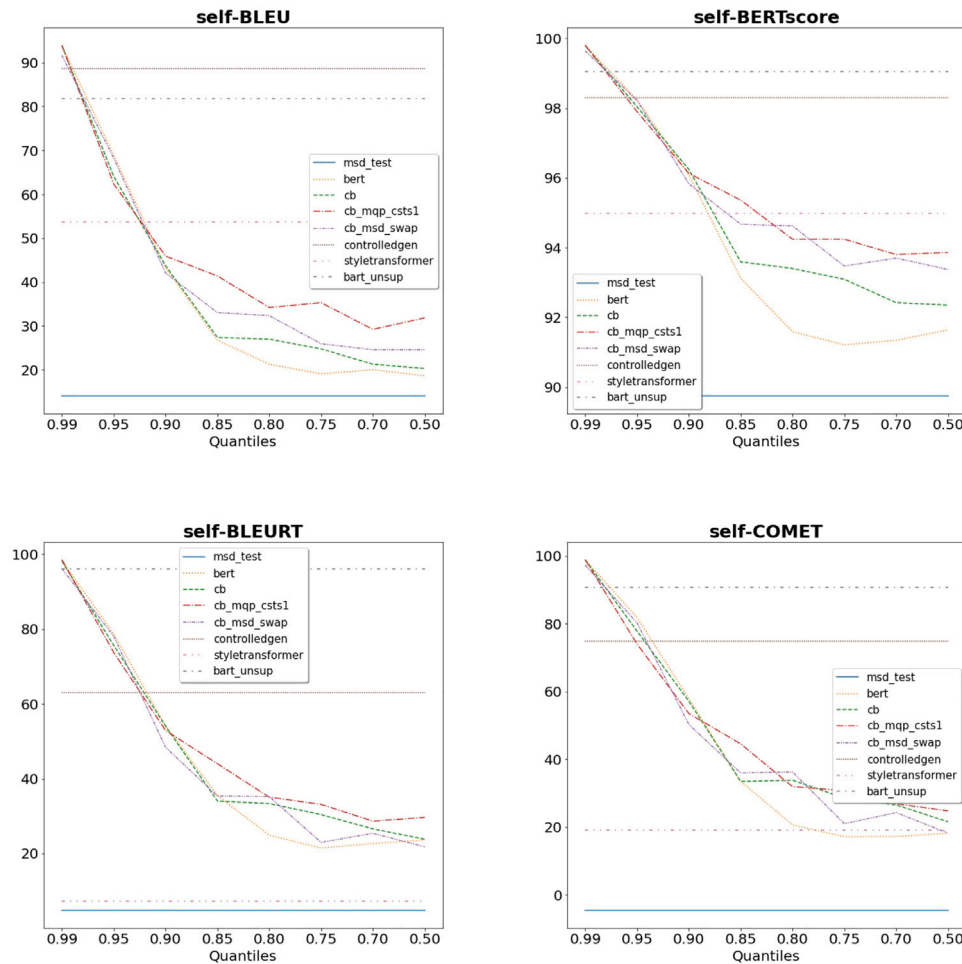 self-BLEU
90
80
70
60
50
40
30
20
msd_test
bert
cb
cb_mqp_csts1
cb_msd_swap
controlledgen
styletransformer
bart_unsup
0.99 0.95 0.90 0.85 0.80 0.75 0.70 0.50
Quantiles
self-BERTscore
100
98
96
94
92
90
msd_test
bert
cb
cb_mqp_csts1
cb_msd_swap
controlledgen
styletransformer
bart_unsup
0.99 0.95 0.90 0.85 0.80 0.75 0.70 0.50
Quantiles
self-BLEURT
100
80
60
40
20
msd_test
bert
cb
cb_mqp_csts1
cb_msd_swap
controlledgen
styletransformer
bart_unsup
0.99 0.95 0.90 0.85 0.80 0.75 0.70 0.50
Quantiles
self-COMET
100
80
60
40
20
0
msd_test
bert
cb
cb_mqp_csts1
cb_msd_swap
controlledgen
styletransformer
bart_unsup
0.99 0.95 0.90 0.85 0.80 0.75 0.70 0.50
Quantiles